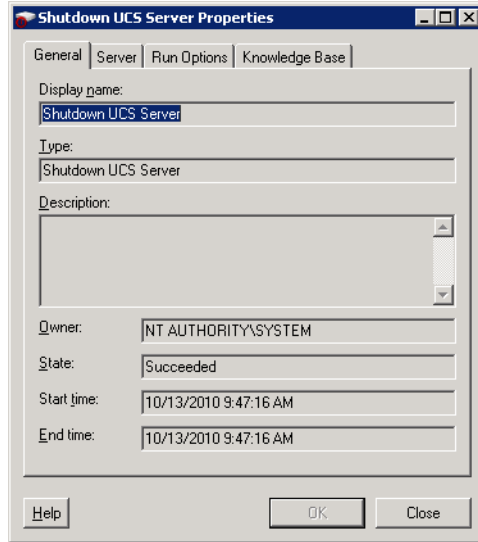 Shutdown UCS Server Properties
General Server Run Options Knowledge Base
Display name:
Shutdown UCS Server
Type:
Shutdown UCS Server
Description:
Owner: NT AUTHORITY\SYSTEM
State: Succeeded
Start time: 10/13/2010 9:47:16 AM
End time: 10/13/2010 9:47:16 AM
Help OK Close